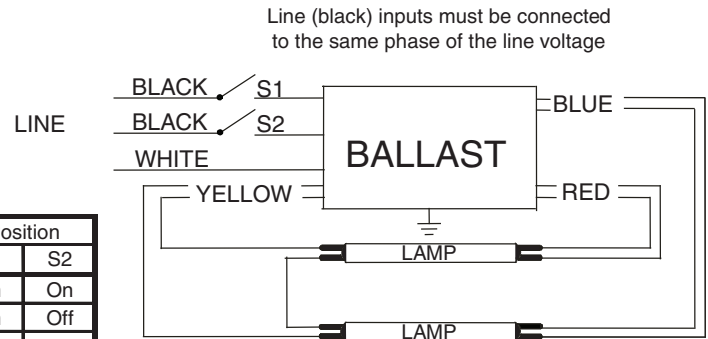 Line (black) inputs must be connected
to the same phase of the line voltage
BLACK S1
LINE
BLACK S2
WHITE
BALLAST
BLUE
YELLOW
RED
LAMP
LAMP
S2
On
Off